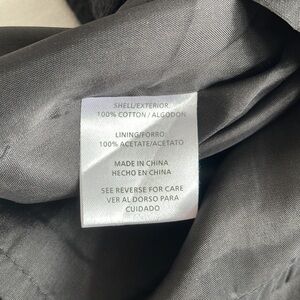 SHELL/EXTERIOR
100% COTTON / ALGODON
LINING/FORRO:
100% ACETATE/ACETATO
MADE IN CHINA
HECHO EN CHINA
SEE REVERSE FOR CARE
VER AL DORSO PARA
CUIDADO